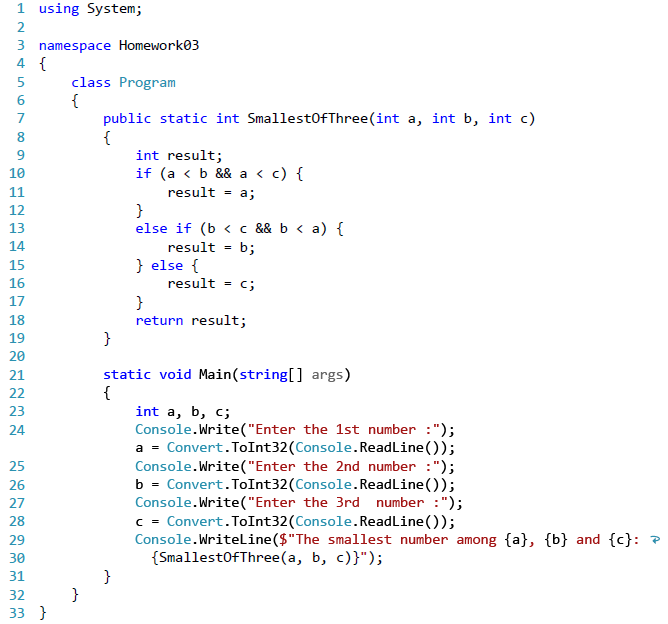 1 using System;
2
3 namespace Homework03
4 {
5     class Program
6     {
7         public static int SmallestOfThree(int a, int b, int c)
8         {
9             int result;
10             if (a < b && a < c) {
11                 result = a;
12             }
13             else if (b < c && b < a) {
14                 result = b;
15             } else {
16                 result = c;
17             }
18             return result;
19         }
20
21         static void Main(string[] args)
22         {
23             int a, b, c;
24             Console.Write("Enter the 1st number :");
            a = Convert.ToInt32(Console.ReadLine());
25             Console.Write("Enter the 2nd number :");
26             b = Convert.ToInt32(Console.ReadLine());
27             Console.Write("Enter the 3rd  number :");
28             c = Convert.ToInt32(Console.ReadLine());
29             Console.WriteLine($"The smallest number among {a}, {b} and {c}:
30               {SmallestOfThree(a, b, c)}");
31         }
32     }
33 }